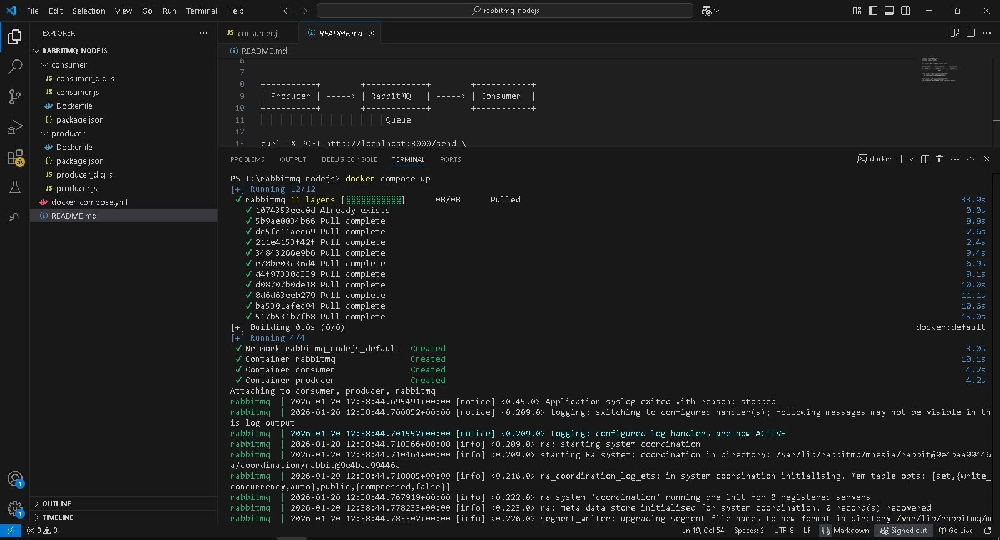 File Edit Selection View Go Run Terminal Help
rabbitmq_nodejs
EXPLORER
RABBITMQ_NODEJS
consumer
JS consumer_dlq.js
JS consumer.js
Dockerfile
{} package.json
producer
Dockerfile
{} package.json
JS producer_dlq.js
JS producer.js
docker-compose.yml
README.md
OUTLINE
TIMELINE
JS consumer.js
README.md
README.md
6
7
8 +----------+ +------------+ +-----------+
9 | Producer | -----> | RabbitMQ | -----> | Consumer |
10 +----------+ +------------+ +-----------+
11 Queue
12
13 curl -X POST http://localhost:3000/send \
PROBLEMS OUTPUT DEBUG CONSOLE TERMINAL PORTS
docker
PS T:\rabbitmq_nodejs> docker compose up
[+] Running 12/12
✓ rabbitmq 11 layers [⣿⣿⣿⣿⣿⣿⣿⣿⣿⣿⣿] 0B/0B Pulled 33.9s
✓ 1074353eec0d Already exists 0.0s
✓ 5b9ae8834b66 Pull complete 8.8s
✓ dc5fc11aec69 Pull complete 2.6s
✓ 211e4153f42f Pull complete 2.4s
✓ 34843266e9b6 Pull complete 9.4s
✓ e78be03c36d4 Pull complete 6.9s
✓ d4f97330c339 Pull complete 9.1s
✓ d08707b0de18 Pull complete 10.0s
✓ 8d6d63eeb279 Pull complete 11.1s
✓ ba5301afec04 Pull complete 10.6s
✓ 517b531b7fb8 Pull complete 15.0s
[+] Building 0.0s (0/0) docker:default
[+] Running 4/4
✓ Network rabbitmq_nodejs_default Created 3.0s
✓ Container rabbitmq Created 10.1s
✓ Container consumer Created 4.2s
✓ Container producer Created 4.2s
Attaching to consumer, producer, rabbitmq
rabbitmq | 2026-01-20 12:38:44.695491+00:00 [notice] <0.45.0> Application syslog exited with reason: stopped
rabbitmq | 2026-01-20 12:38:44.700852+00:00 [notice] <0.209.0> Logging: switching to configured handler(s); following messages may not be visible in th
is log output
rabbitmq | 2026-01-20 12:38:44.701552+00:00 [notice] <0.209.0> Logging: configured log handlers are now ACTIVE
rabbitmq | 2026-01-20 12:38:44.710366+00:00 [info] <0.209.0> ra: starting system coordination
rabbitmq | 2026-01-20 12:38:44.710464+00:00 [info] <0.209.0> starting Ra system: coordination in directory: /var/lib/rabbitmq/mnesia/rabbit@9e4baa99446
a/coordination/rabbit@9e4baa99446a
rabbitmq | 2026-01-20 12:38:44.718885+00:00 [info] <0.216.0> ra_coordination_log_ets: in system coordination initialising. Mem table opts: [set,{write_
concurrency,auto},public,{compressed,false}]
rabbitmq | 2026-01-20 12:38:44.767919+00:00 [info] <0.222.0> ra system 'coordination' running pre init for 0 registered servers
rabbitmq | 2026-01-20 12:38:44.778233+00:00 [info] <0.223.0> ra: meta data store initialised for system coordination. 0 record(s) recovered
rabbitmq | 2026-01-20 12:38:44.783302+00:00 [info] <0.226.0> segment_writer: upgrading segment file names to new format in dirctory /var/lib/rabbitmq/m
1
1
0 0
Ln 19, Col 54 Spaces: 2 UTF-8 LF Markdown Signed out Go Live